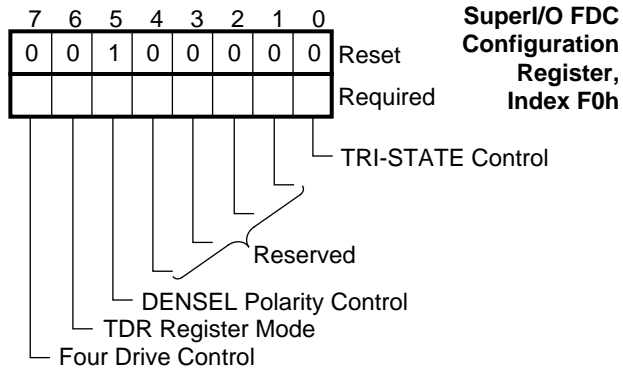 7 6 5 4 3 2 1 0
SuperI/O FDC
Configuration
Register,
Index F0h
0 0 1 0 0 0 0 0 Reset
Required
TRI-STATE Control
Reserved
DENSEL Polarity Control
TDR Register Mode
Four Drive Control